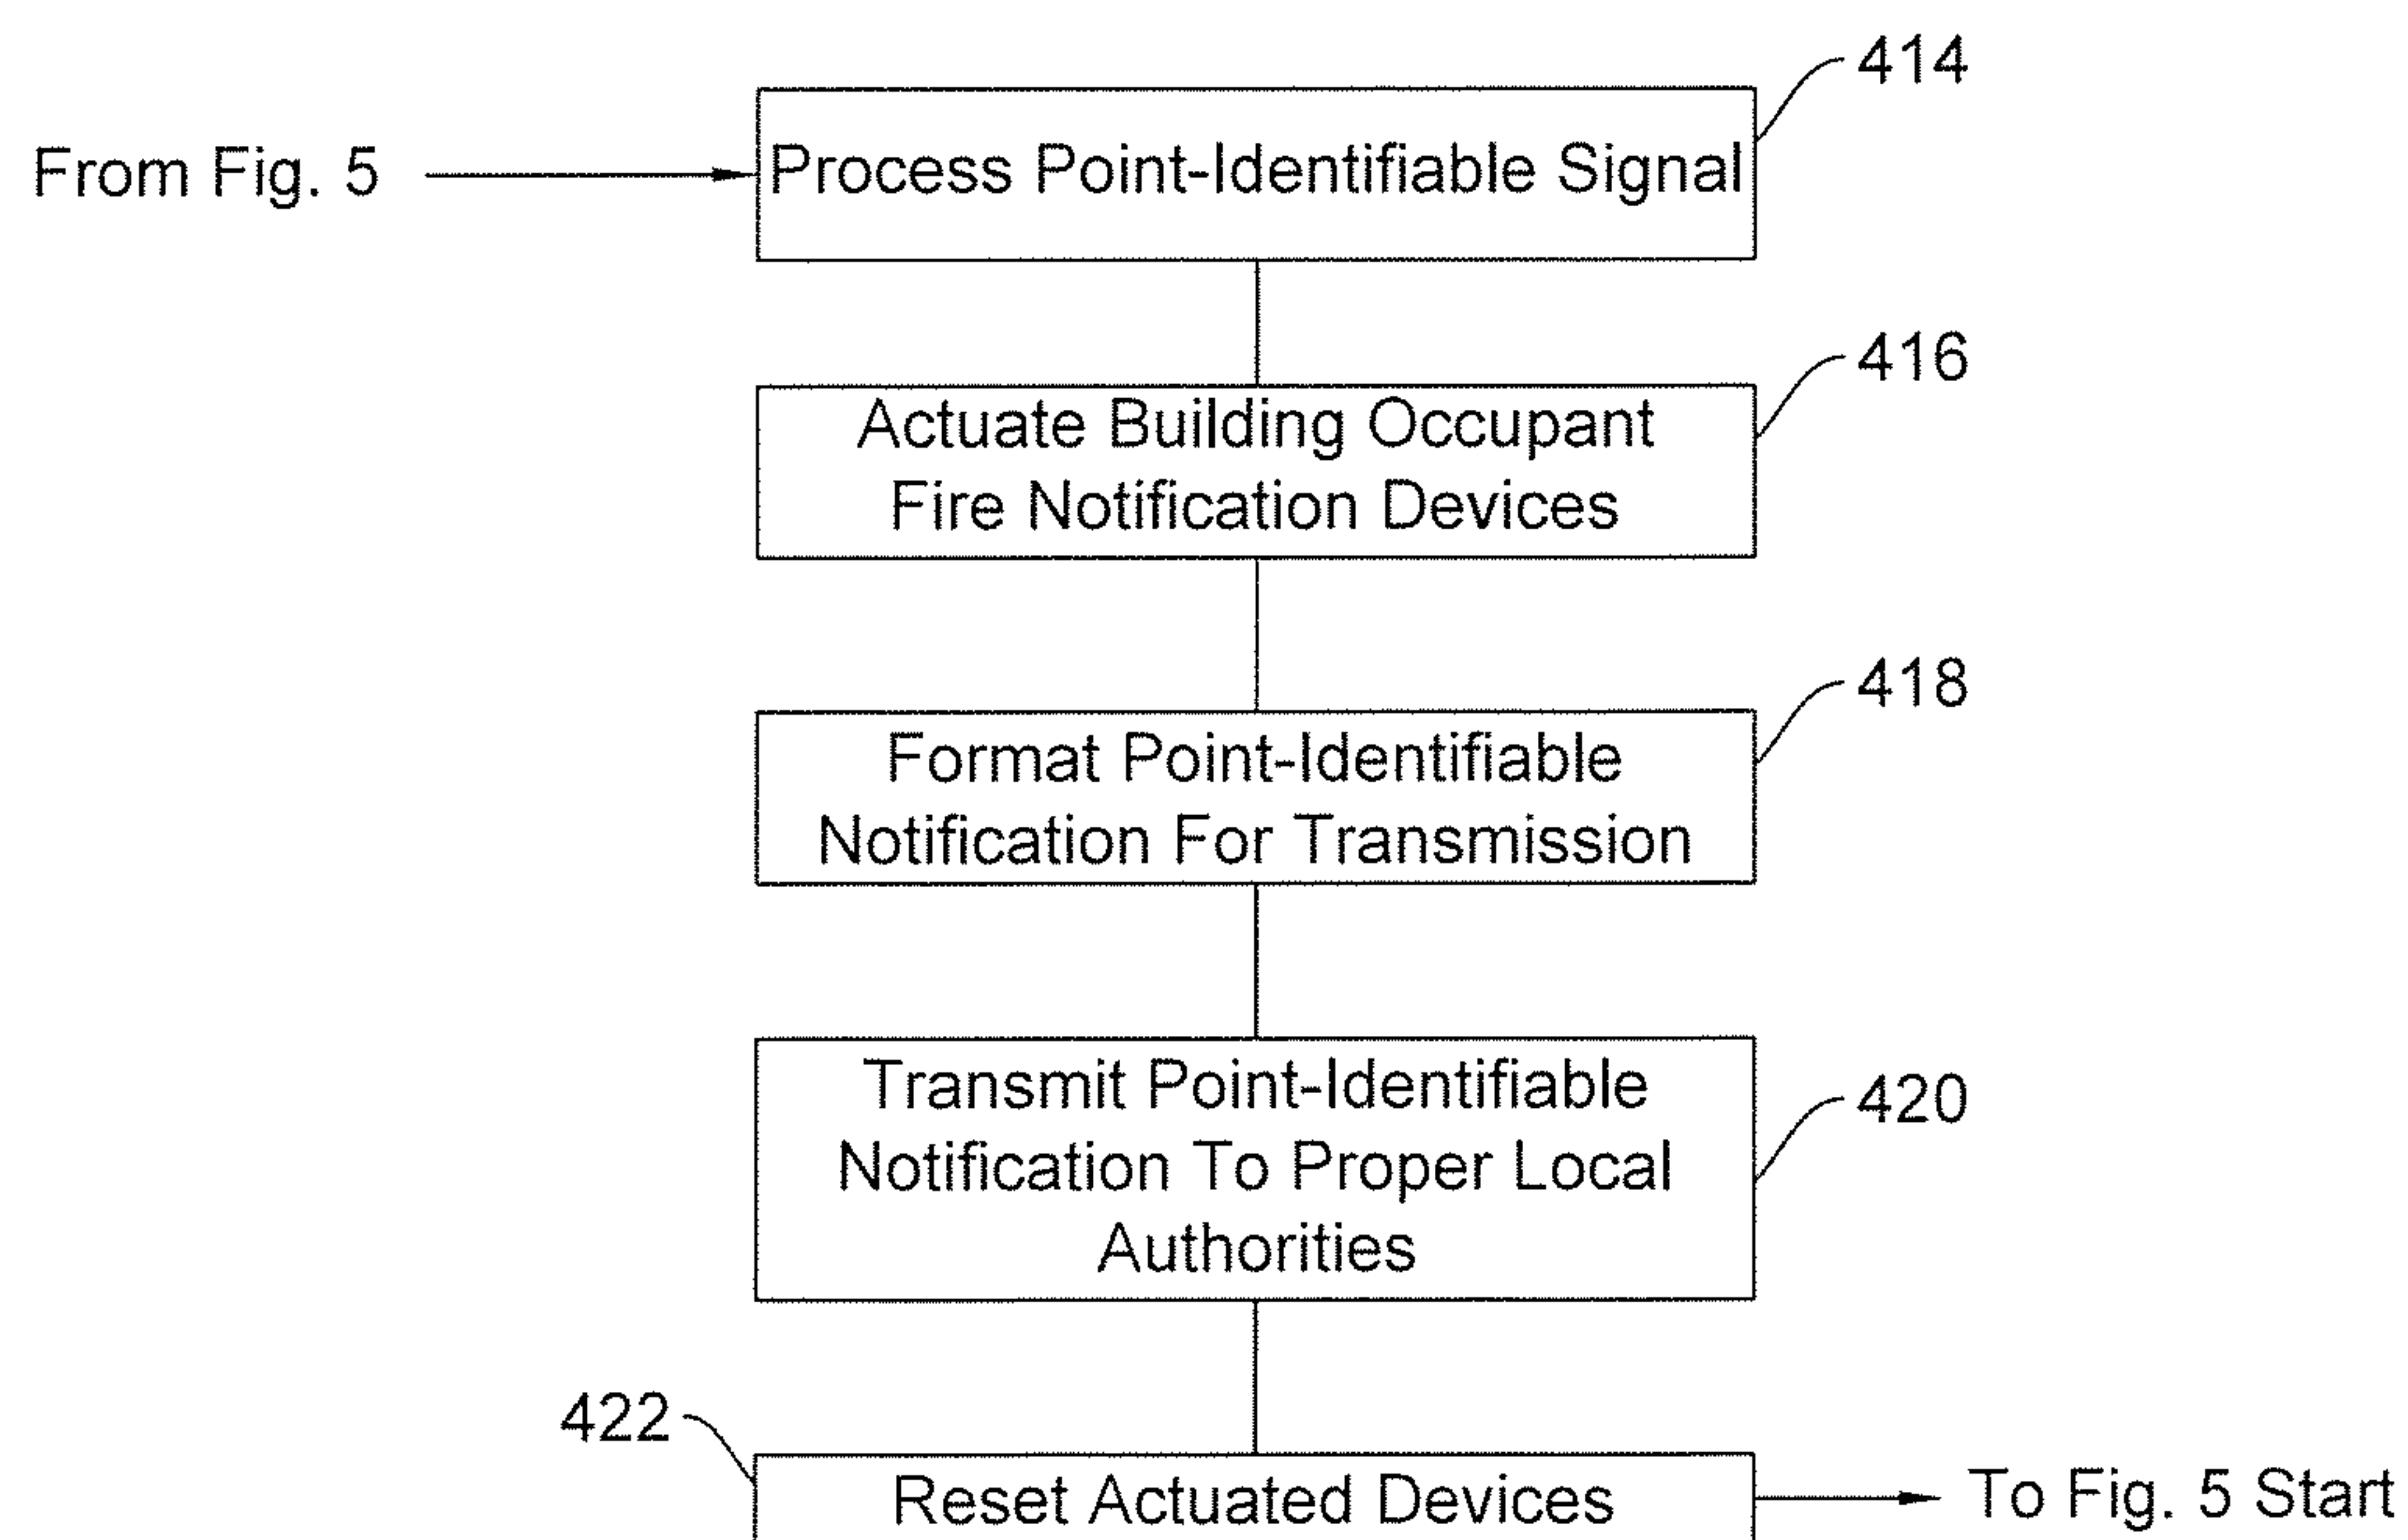 414
From Fig. 5
Process Point-Identifiable Signal
416
Actuate Building Occupant
Fire Notification Devices
418
Format Point-Identifiable
Notification For Transmission
420
Transmit Point-Identifiable
Notification To Proper Local
Authorities
422
Reset Actuated Devices
To Fig. 5 Start